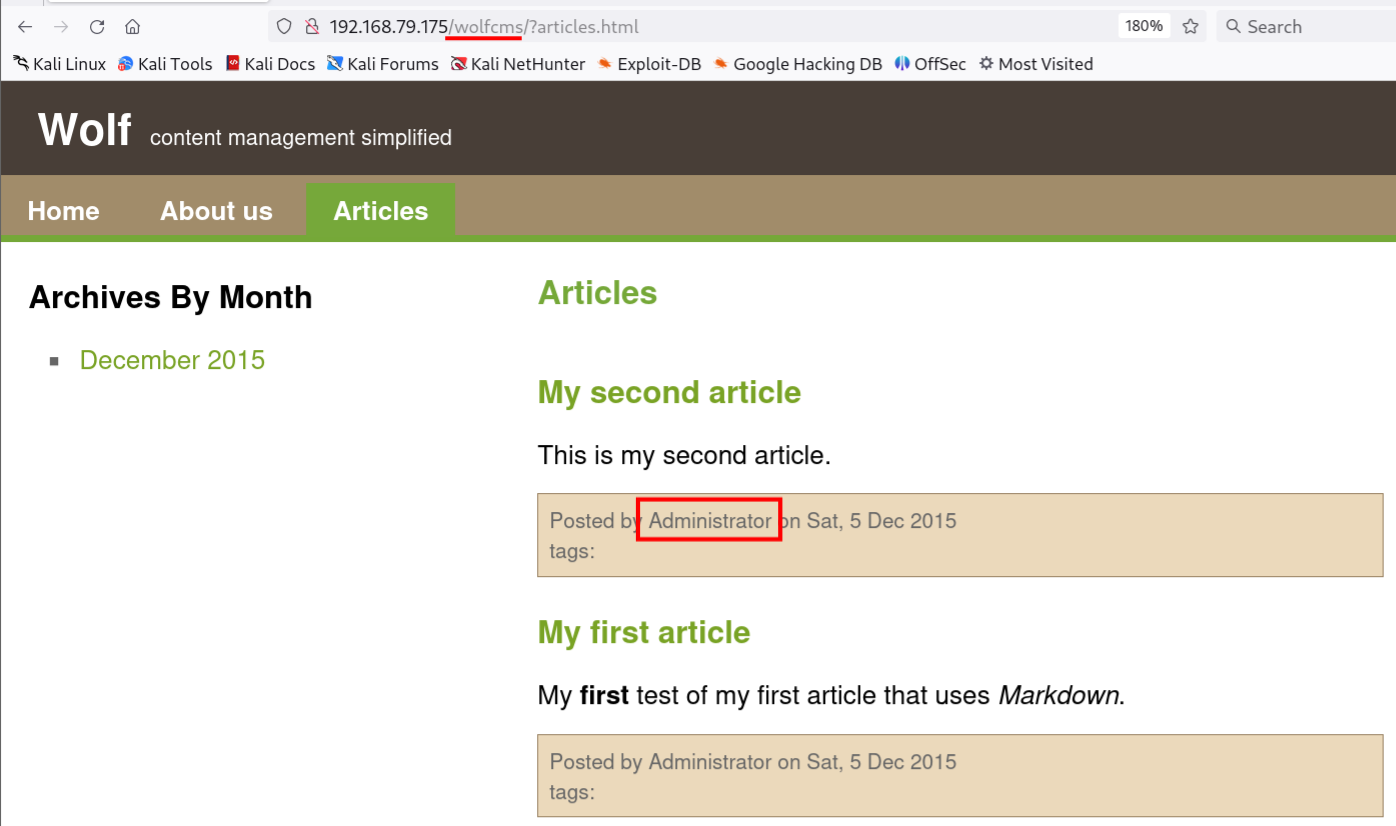 192.168.79.175/wolfcms/?articles.html 180% Search
Kali Linux Kali Tools Kali Docs Kali Forums Kali NetHunter Exploit-DB Google Hacking DB OffSec Most Visited
Wolf content management simplified
Home About us Articles
Archives By Month
December 2015
Articles
My second article
This is my second article.
Posted by Administrator on Sat, 5 Dec 2015
tags:
My first article
My first test of my first article that uses Markdown.
Posted by Administrator on Sat, 5 Dec 2015
tags: